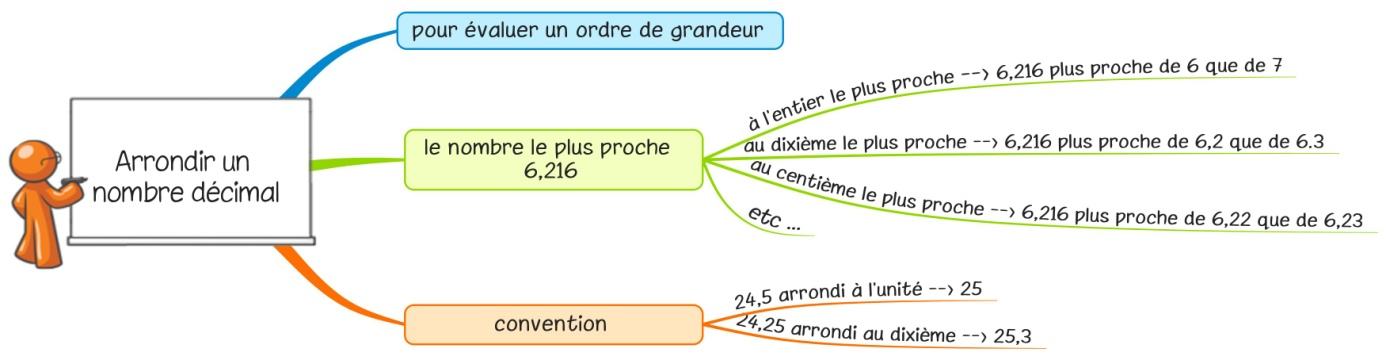 Arrondir un
nombre décimal
pour évaluer un ordre de grandeur
le nombre le plus proche
6,216
à l'entier le plus proche --> 6,216 plus proche de 6 que de 7
au dixième le plus proche --> 6,216 plus proche de 6,2 que de 6.3
au centième le plus proche --> 6,216 plus proche de 6,22 que de 6,23
etc ...
convention
24,5 arrondi à l'unité --> 25
24,25 arrondi au dixième --> 25,3